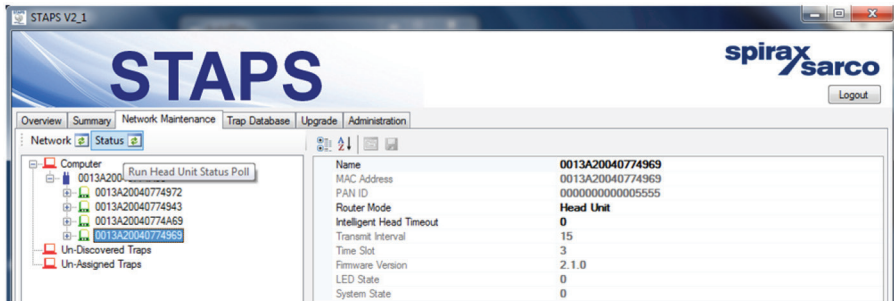 STAPS V2_1
STAPS
spirax
sarco
Logout
Overview Summary Network Maintenance Trap Database Upgrade Administration
Network Status
Computer
Run Head Unit Status Poll
0013A20040774972
0013A20040774943
0013A20040774A69
0013A20040774969
Un-Discovered Traps
Un-Assigned Traps
Name 0013A20040774969
MAC Address 0013A20040774969
PAN ID 0000000000005555
Router Mode Head Unit
Intelligent Head Timeout 0
Transmit Interval 15
Time Slot 3
Firmware Version 2.1.0
LED State 0
System State 0